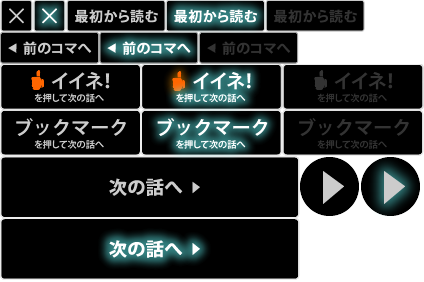 最初から読む 最初から読む 最初から読む
◀ 前のコマへ ◀ 前のコマへ ◀ 前のコマへ
イイネ! イイネ! イイネ!
を押して次の話へ を押して次の話へ を押して次の話へ
ブックマーク ブックマーク ブックマーク
を押して次の話へ を押して次の話へ を押して次の話へ
次の話へ ▶
次の話へ ▶